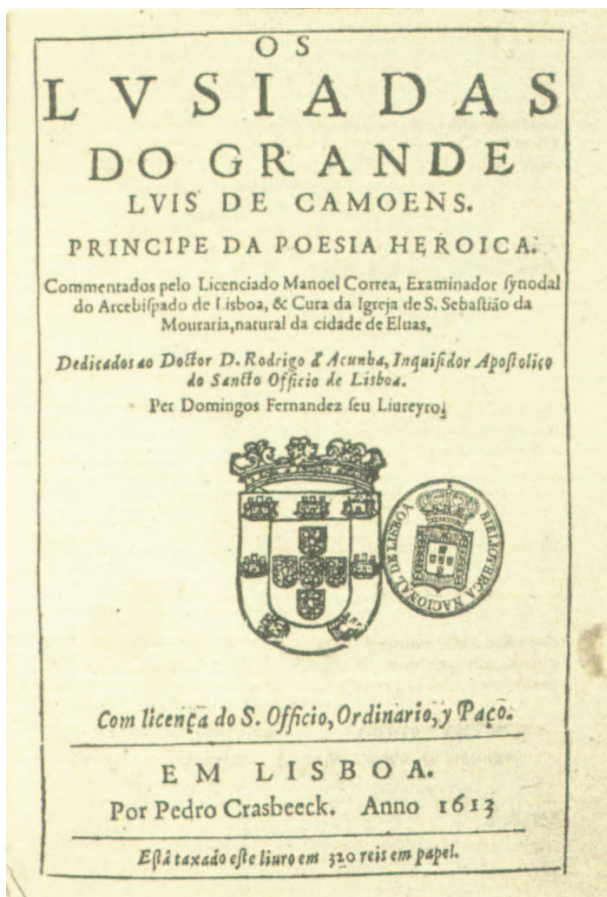 OS
LVSIADAS
DO GRANDE
LVIS DE CAMOENS.
PRINCIPE DA POESIA HEROICA.
Commentados pelo Licenciado Manoel Correa, Examinador ſynodal
do Arcebiſpado de Lisboa, & Cura da Igreja de S. Sebaſtião da
Mouraria, natural da cidade de Eluas.
Dedicados ao Doctor D. Rodrigo d'Acunha, Inquiſidor Apoſtolico
do Sancto Officio de Lisboa.
Per Domingos Fernandez ſeu Liureyro.
BIBLIOTHECA NACIONAL DE LISBOA
Com licença do S. Officio, Ordinario, y Paço.
EM LISBOA.
Por Pedro Crasbeeck. Anno 1613
Eſtá taxado eſte liuro em 320 reis em papel.